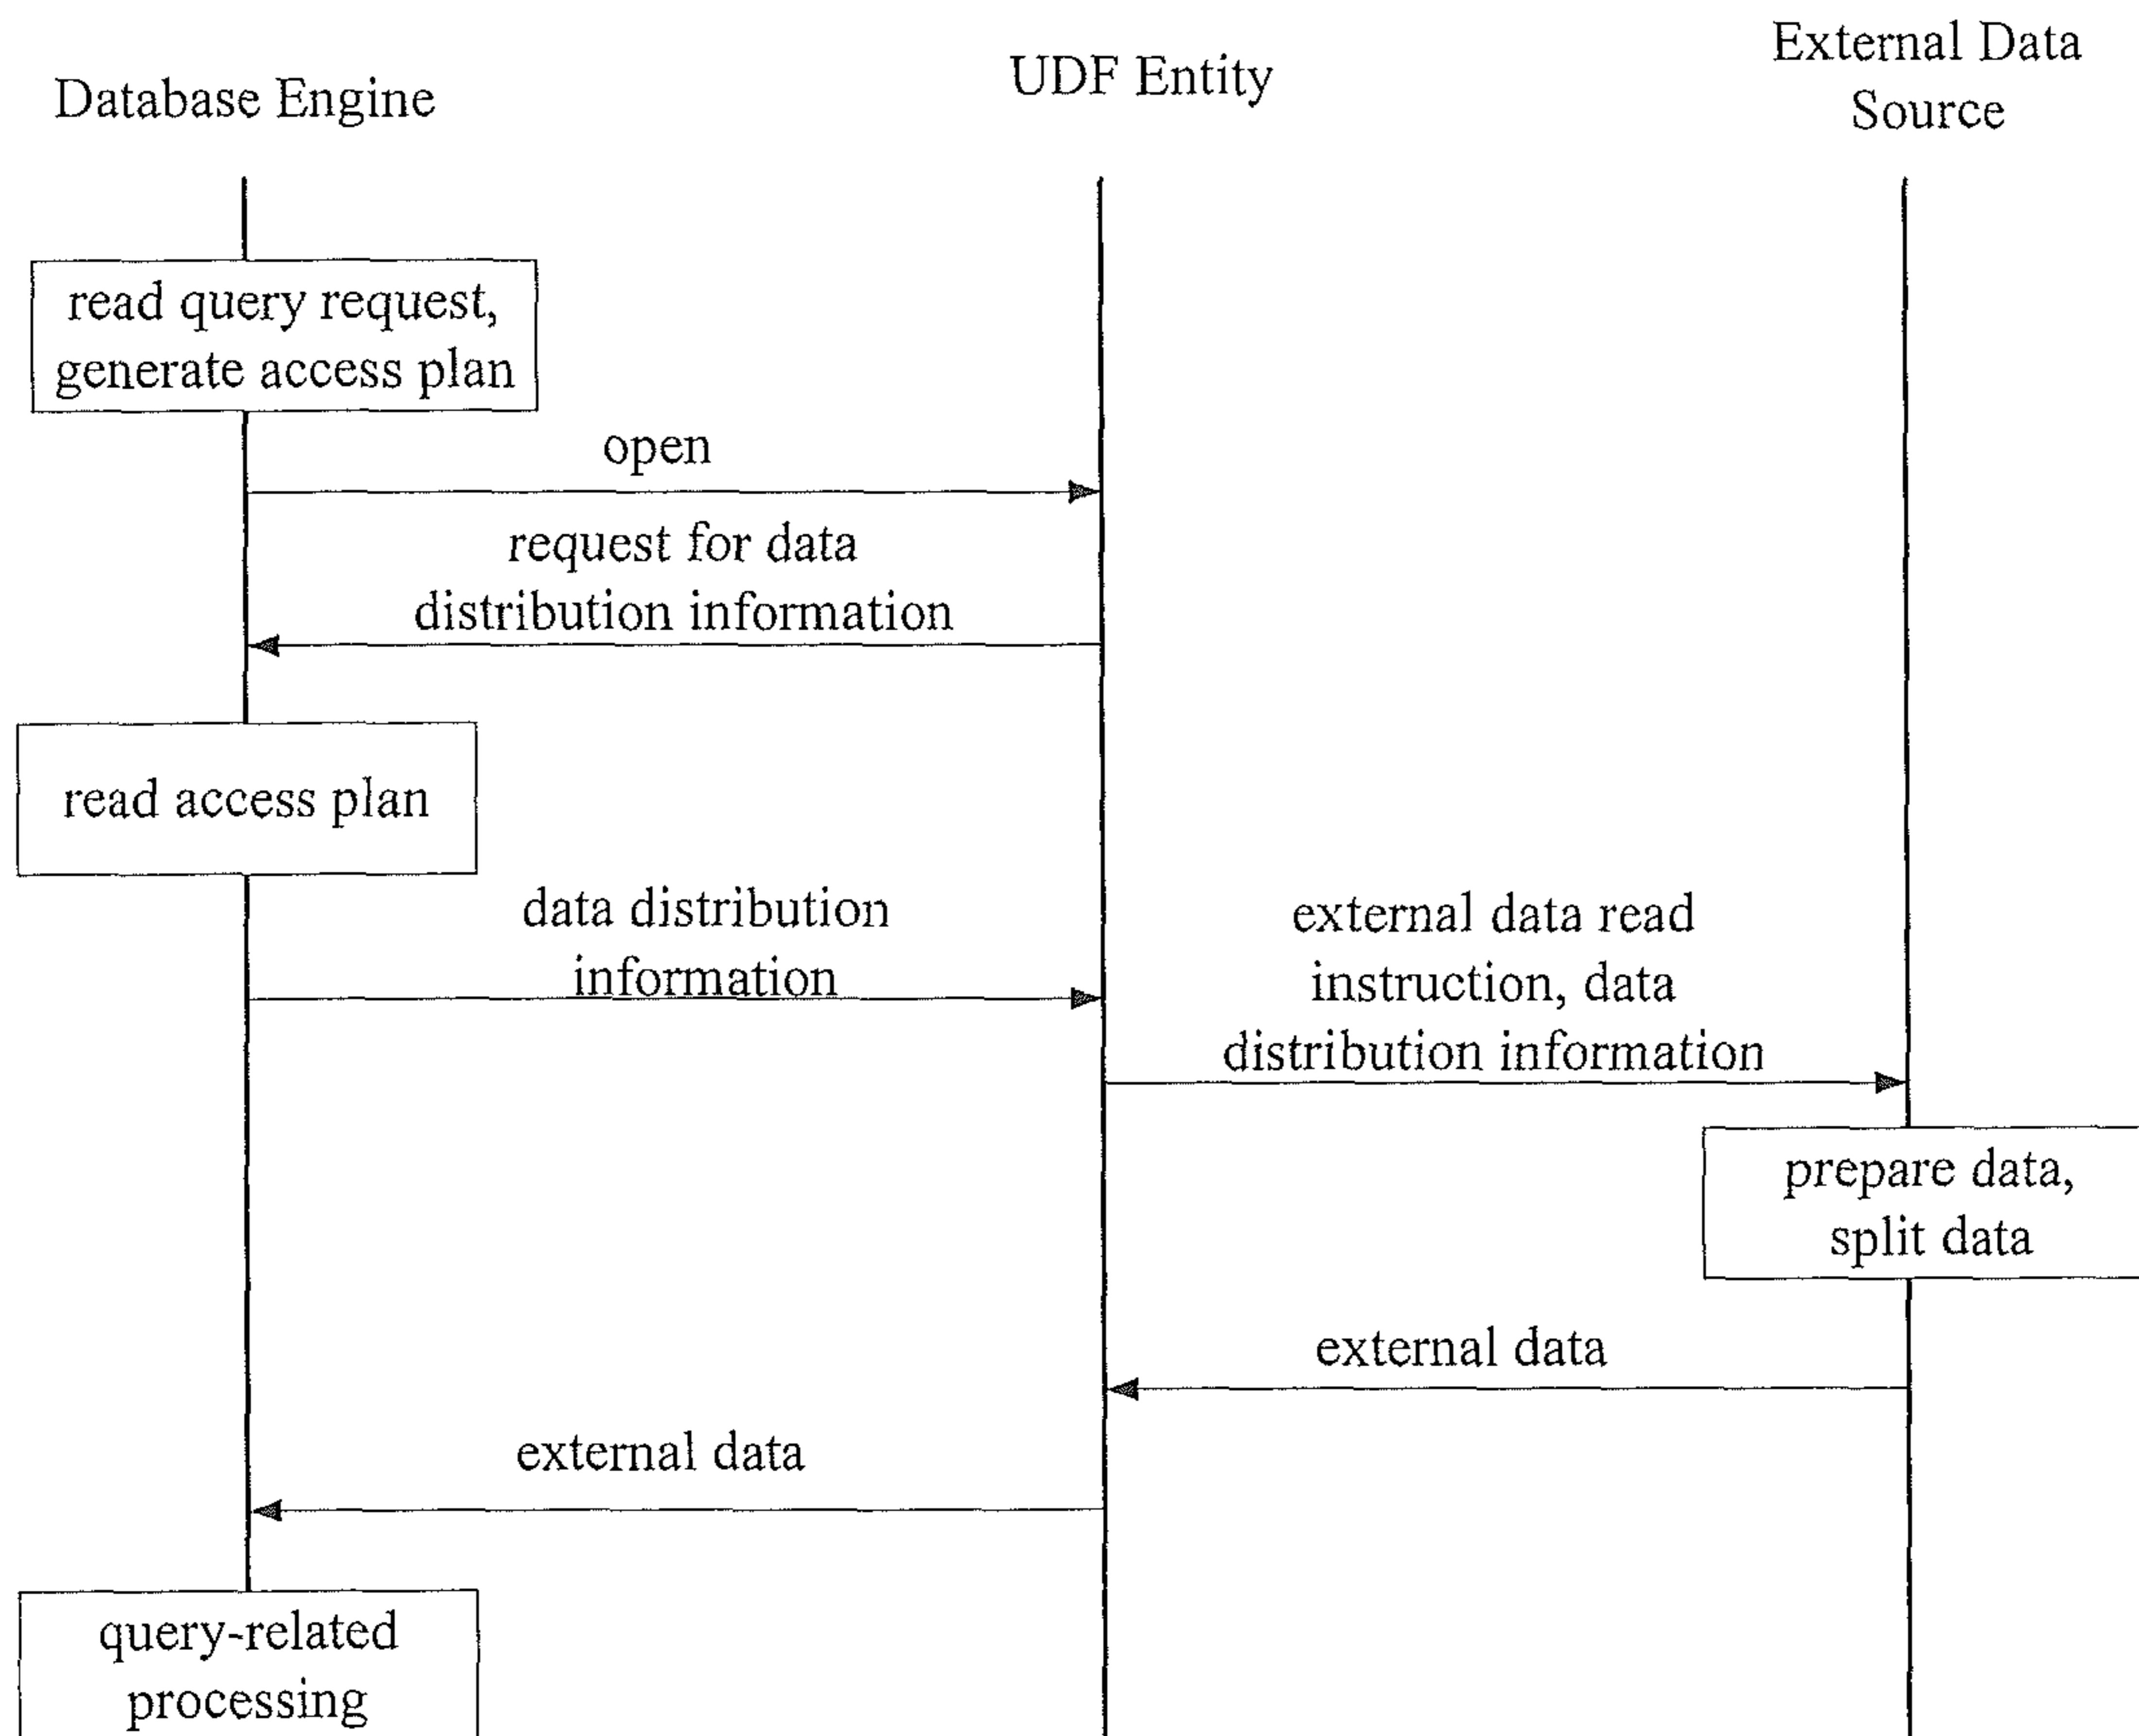 Database Engine
UDF Entity
External Data
Source
read query request,
generate access plan
open
request for data
distribution information
read access plan
data distribution
information
external data read
instruction, data
distribution information
prepare data,
split data
external data
external data
query-related
processing